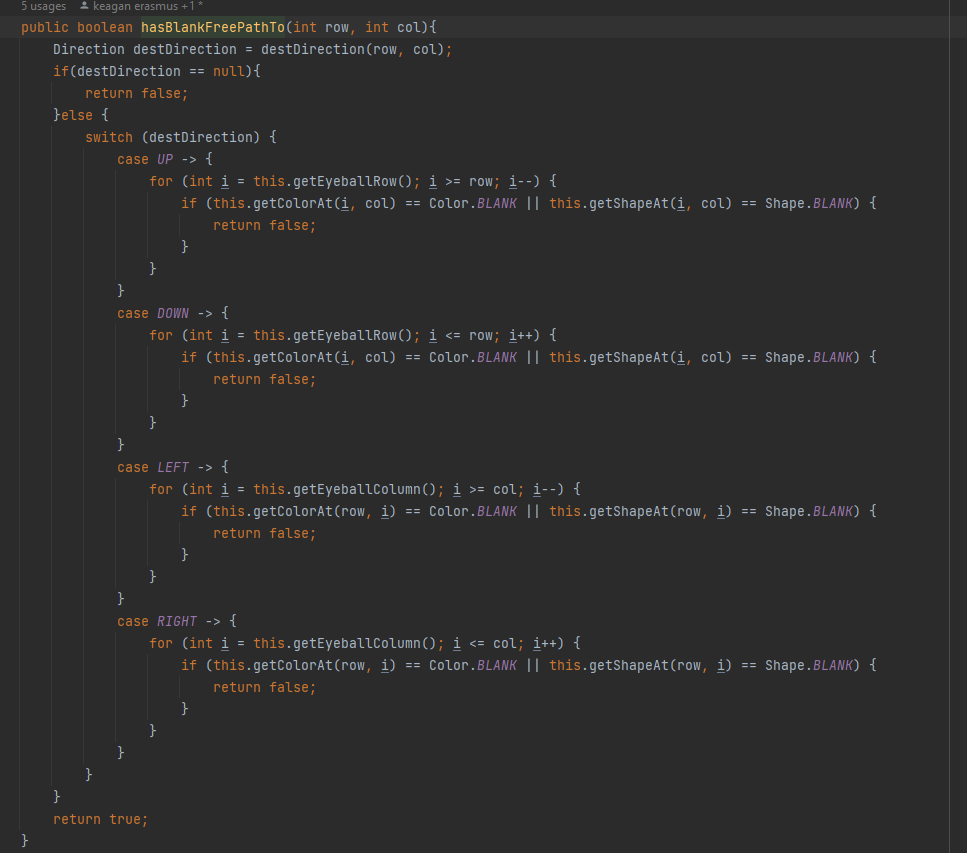 5 usages keagan erasmus +1 *
public boolean hasBlankFreePathTo(int row, int col){
    Direction destDirection = destDirection(row, col);
    if(destDirection == null){
        return false;
    }else {
        switch (destDirection) {
            case UP -> {
                for (int i = this.getEyeballRow(); i >= row; i--) {
                    if (this.getColorAt(i, col) == Color.BLANK || this.getShapeAt(i, col) == Shape.BLANK) {
                        return false;
                    }
                }
            }
            case DOWN -> {
                for (int i = this.getEyeballRow(); i <= row; i++) {
                    if (this.getColorAt(i, col) == Color.BLANK || this.getShapeAt(i, col) == Shape.BLANK) {
                        return false;
                    }
                }
            }
            case LEFT -> {
                for (int i = this.getEyeballColumn(); i >= col; i--) {
                    if (this.getColorAt(row, i) == Color.BLANK || this.getShapeAt(row, i) == Shape.BLANK) {
                        return false;
                    }
                }
            }
            case RIGHT -> {
                for (int i = this.getEyeballColumn(); i <= col; i++) {
                    if (this.getColorAt(row, i) == Color.BLANK || this.getShapeAt(row, i) == Shape.BLANK) {
                        return false;
                    }
                }
            }
        }
    }
    return true;
}